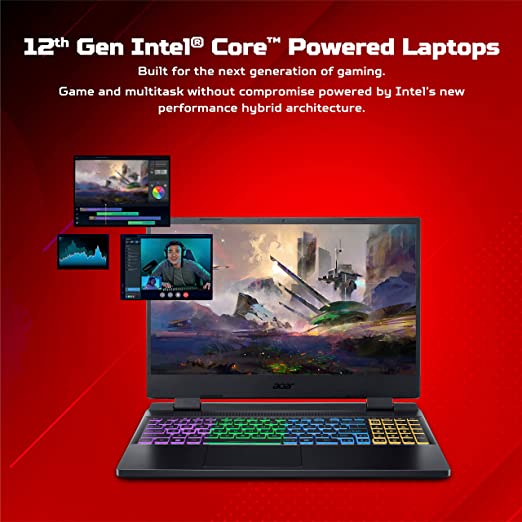 12th Gen Intel® Core™ Powered Laptops
Built for the next generation of gaming.
Game and multitask without compromise powered by Intel's new
performance hybrid architecture.
acer